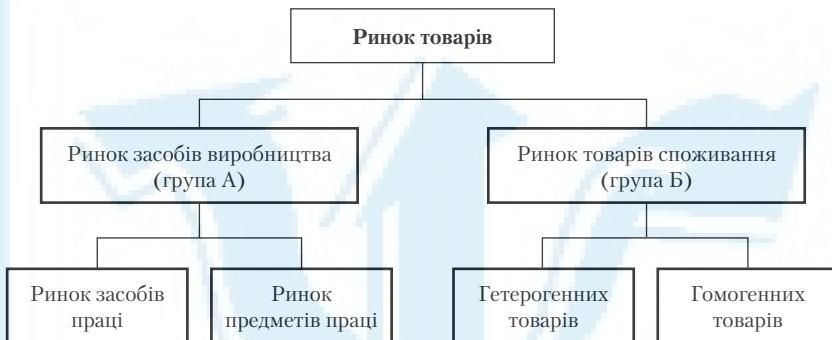 Ринок товарів
Ринок засобів виробництва
(група А)
Ринок товарів споживання
(група Б)
Ринок засобів
праці
Ринок
предметів праці
Гетерогенних
товарів
Гомогенних
товарів